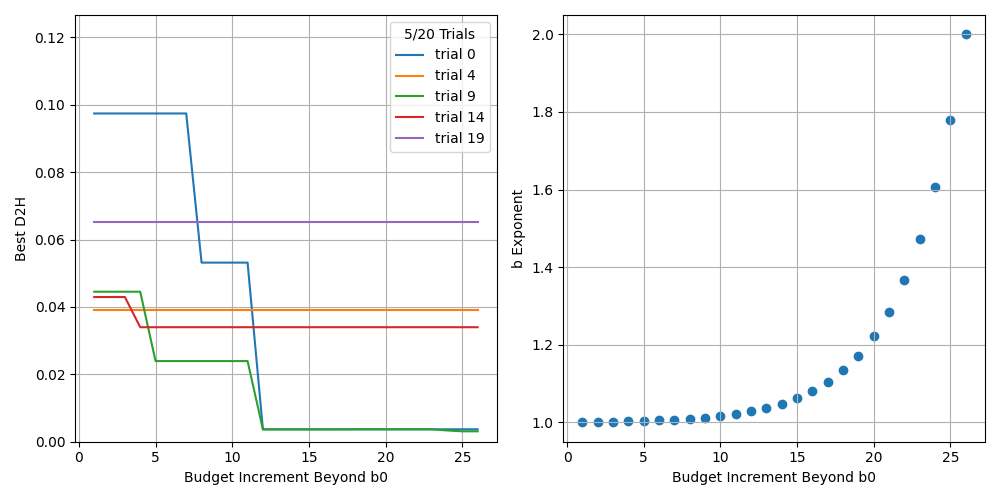 5/20 Trials
trial 0
trial 4
trial 9
trial 14
trial 19
0.12
0.10
0.08
0.06
0.04
0.02
0.00
Best D2H
0 5 10 15 20 25
Budget Increment Beyond b0
2.0
1.8
1.6
1.4
1.2
1.0
b Exponent
0 5 10 15 20 25
Budget Increment Beyond b0